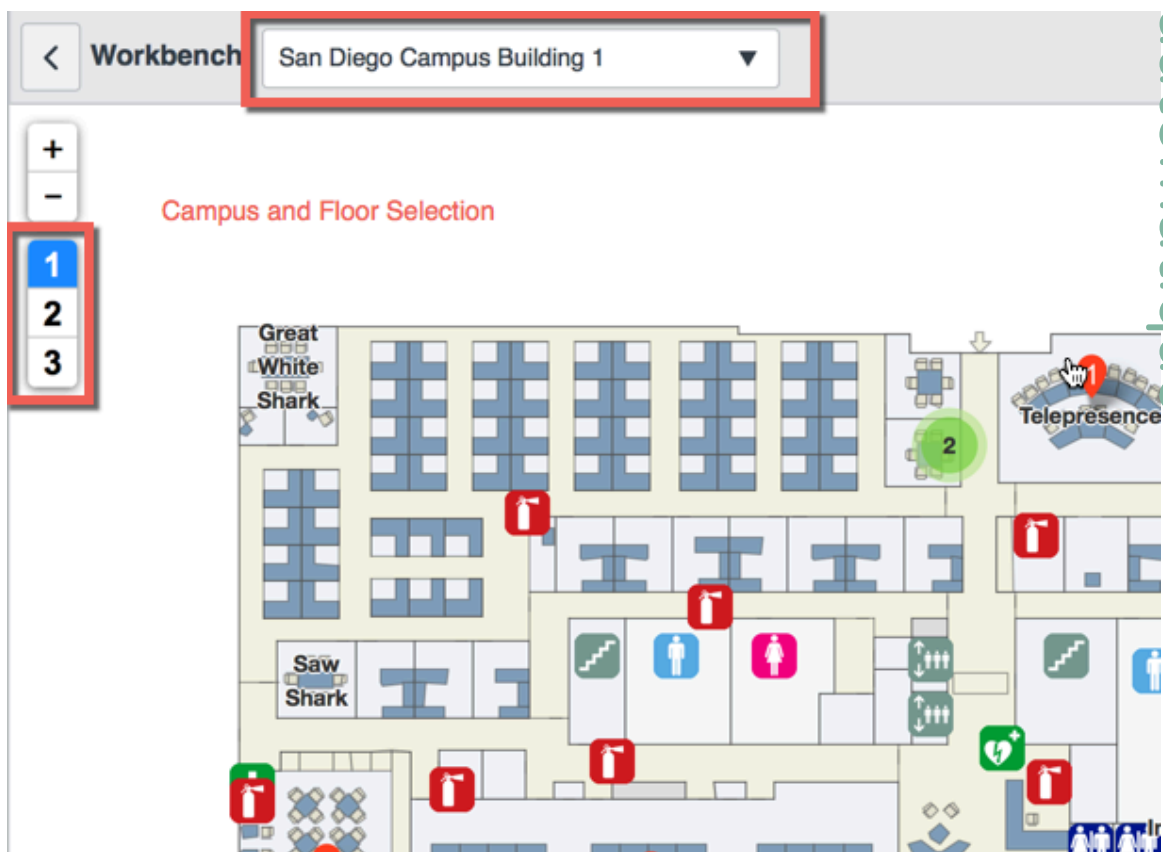 Workbench
San Diego Campus Building 1
+
−
Campus and Floor Selection
1
2
3
Great
White
Shark
1
Telepresence
2
Saw
Shark